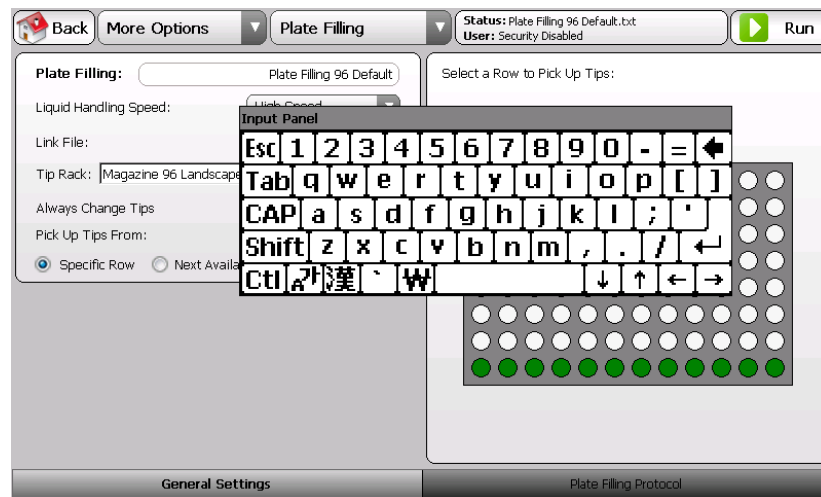 Back
More Options
Plate Filling
Status: Plate Filling 96 Default.txt
User: Security Disabled
Run
Plate Filling:
Plate Filling 96 Default
Liquid Handling Speed:
Link File:
Tip Rack: Magazine 96 Landscape
Always Change Tips
Pick Up Tips From:
Specific Row
Next
Select a Row to Pick Up Tips:
Input Panel
Esc 1 2 3 4 5 6 7 8 9 0 - =
Tab q w e r t y u i o p [ ]
CAP a s d f g h j k l ; '
Shift z x c v b n m , . /
Ctl 가 漢 ` ₩ ↓ ↑ ← →
General Settings
Plate Filling Protocol